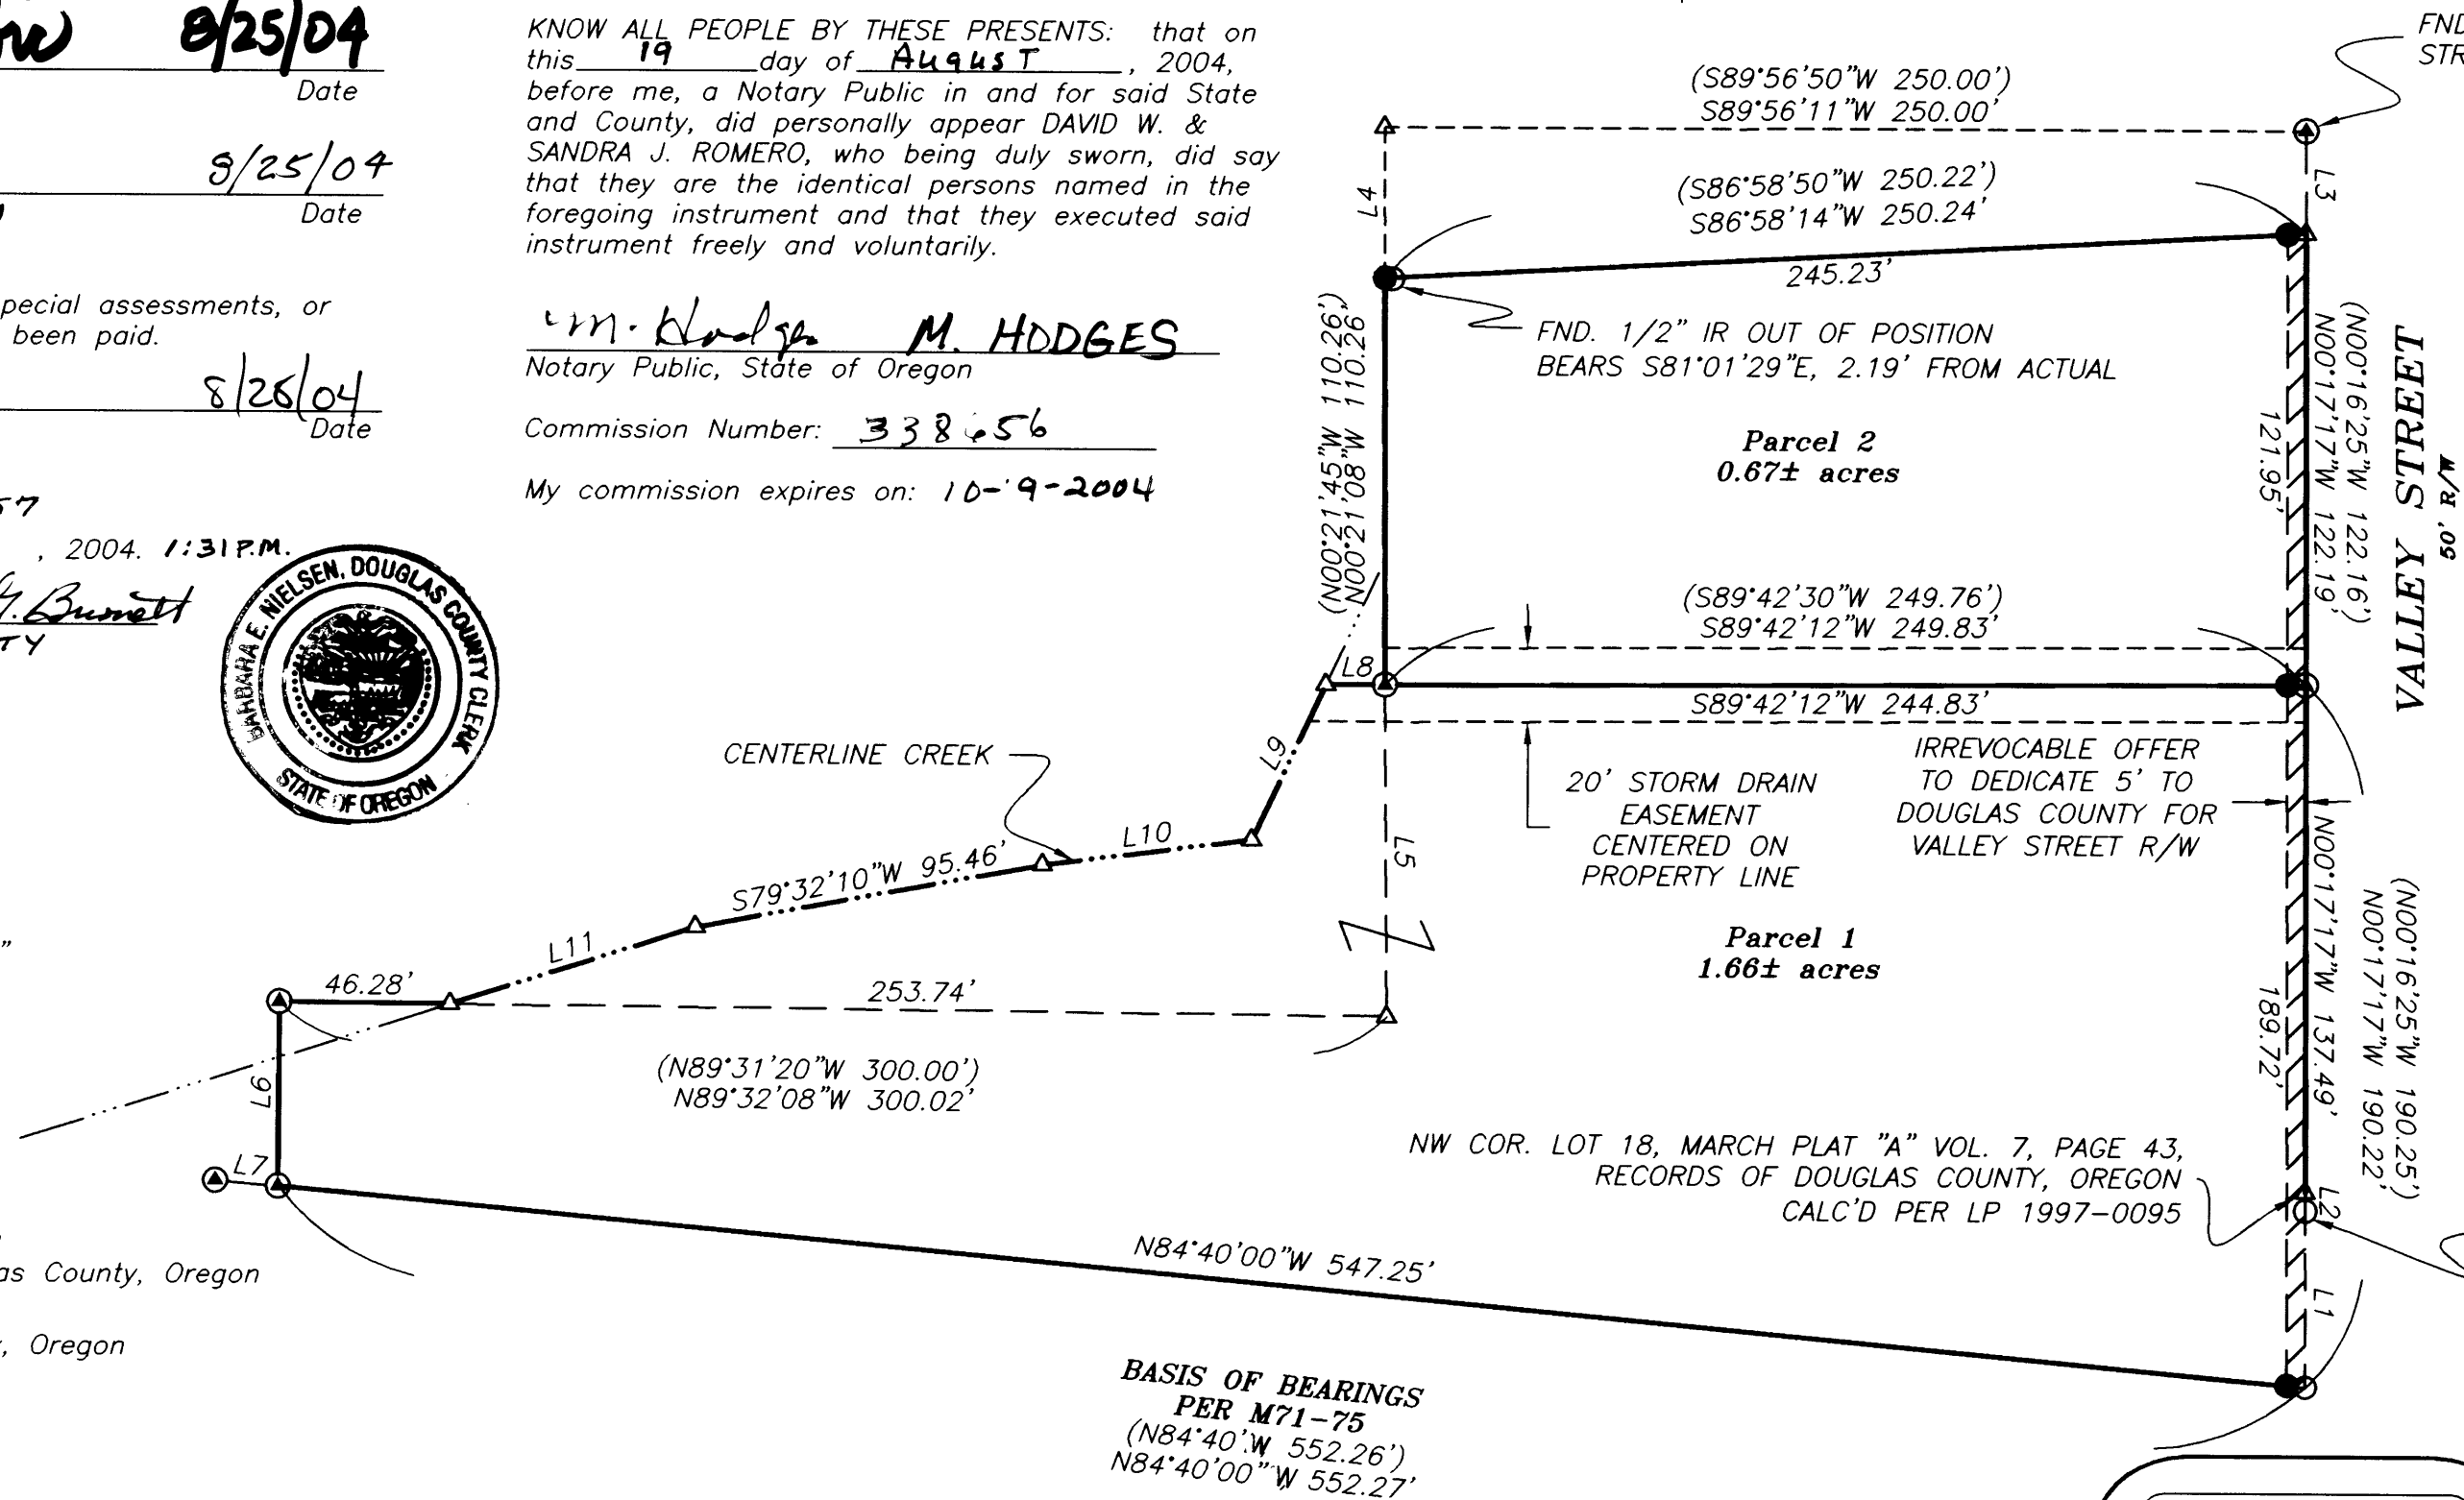 8/25/04
Date
8/25/04
Date
pecial assessments, or
been paid.
8/26/04
Date
57
, 2004. 1:31 P.M.
Burnett
TY
BARBARA E. NIELSEN, DOUGLAS COUNTY CLERK
STATE OF OREGON
"
as County, Oregon
, Oregon
KNOW ALL PEOPLE BY THESE PRESENTS: that on
this 19 day of August, 2004,
before me, a Notary Public in and for said State
and County, did personally appear DAVID W. &
SANDRA J. ROMERO, who being duly sworn, did say
that they are the identical persons named in the
foregoing instrument and that they executed said
instrument freely and voluntarily.
M. Hodges M. HODGES
Notary Public, State of Oregon
Commission Number: 338656
My commission expires on: 10-9-2004
FND
STR
(S89°56'50"W 250.00')
S89°56'11"W 250.00'
L4
L3
(S86°58'50"W 250.22')
S86°58'14"W 250.24'
245.23'
FND. 1/2" IR OUT OF POSITION
BEARS S81°01'29"E, 2.19' FROM ACTUAL
(N00°21'45"W 110.26')
N00°21'08"W 110.26'
Parcel 2
0.67± acres
121.95'
N00°17'17"W 122.19'
(N00°16'25"W 122.16')
VALLEY STREET
50' R/W
(S89°42'30"W 249.76')
S89°42'12"W 249.83'
L8
S89°42'12"W 244.83'
L9
CENTERLINE CREEK
20' STORM DRAIN
EASEMENT
CENTERED ON
PROPERTY LINE
IRREVOCABLE OFFER
TO DEDICATE 5' TO
DOUGLAS COUNTY FOR
VALLEY STREET R/W
L10
L5
S79°32'10"W 95.46'
L11
Parcel 1
1.66± acres
46.28'
253.74'
(N89°31'20"W 300.00')
N89°32'08"W 300.02'
189.72'
N00°17'17"W 137.49'
N00°17'17"W 190.22'
(N00°16'25"W 190.25')
L6
L7
NW COR. LOT 18, MARCH PLAT "A" VOL. 7, PAGE 43,
RECORDS OF DOUGLAS COUNTY, OREGON
CALC'D PER LP 1997-0095
L2
L1
N84°40'00"W 547.25'
BASIS OF BEARINGS
PER M71-75
(N84°40'W 552.26')
N84°40'00"W 552.27'